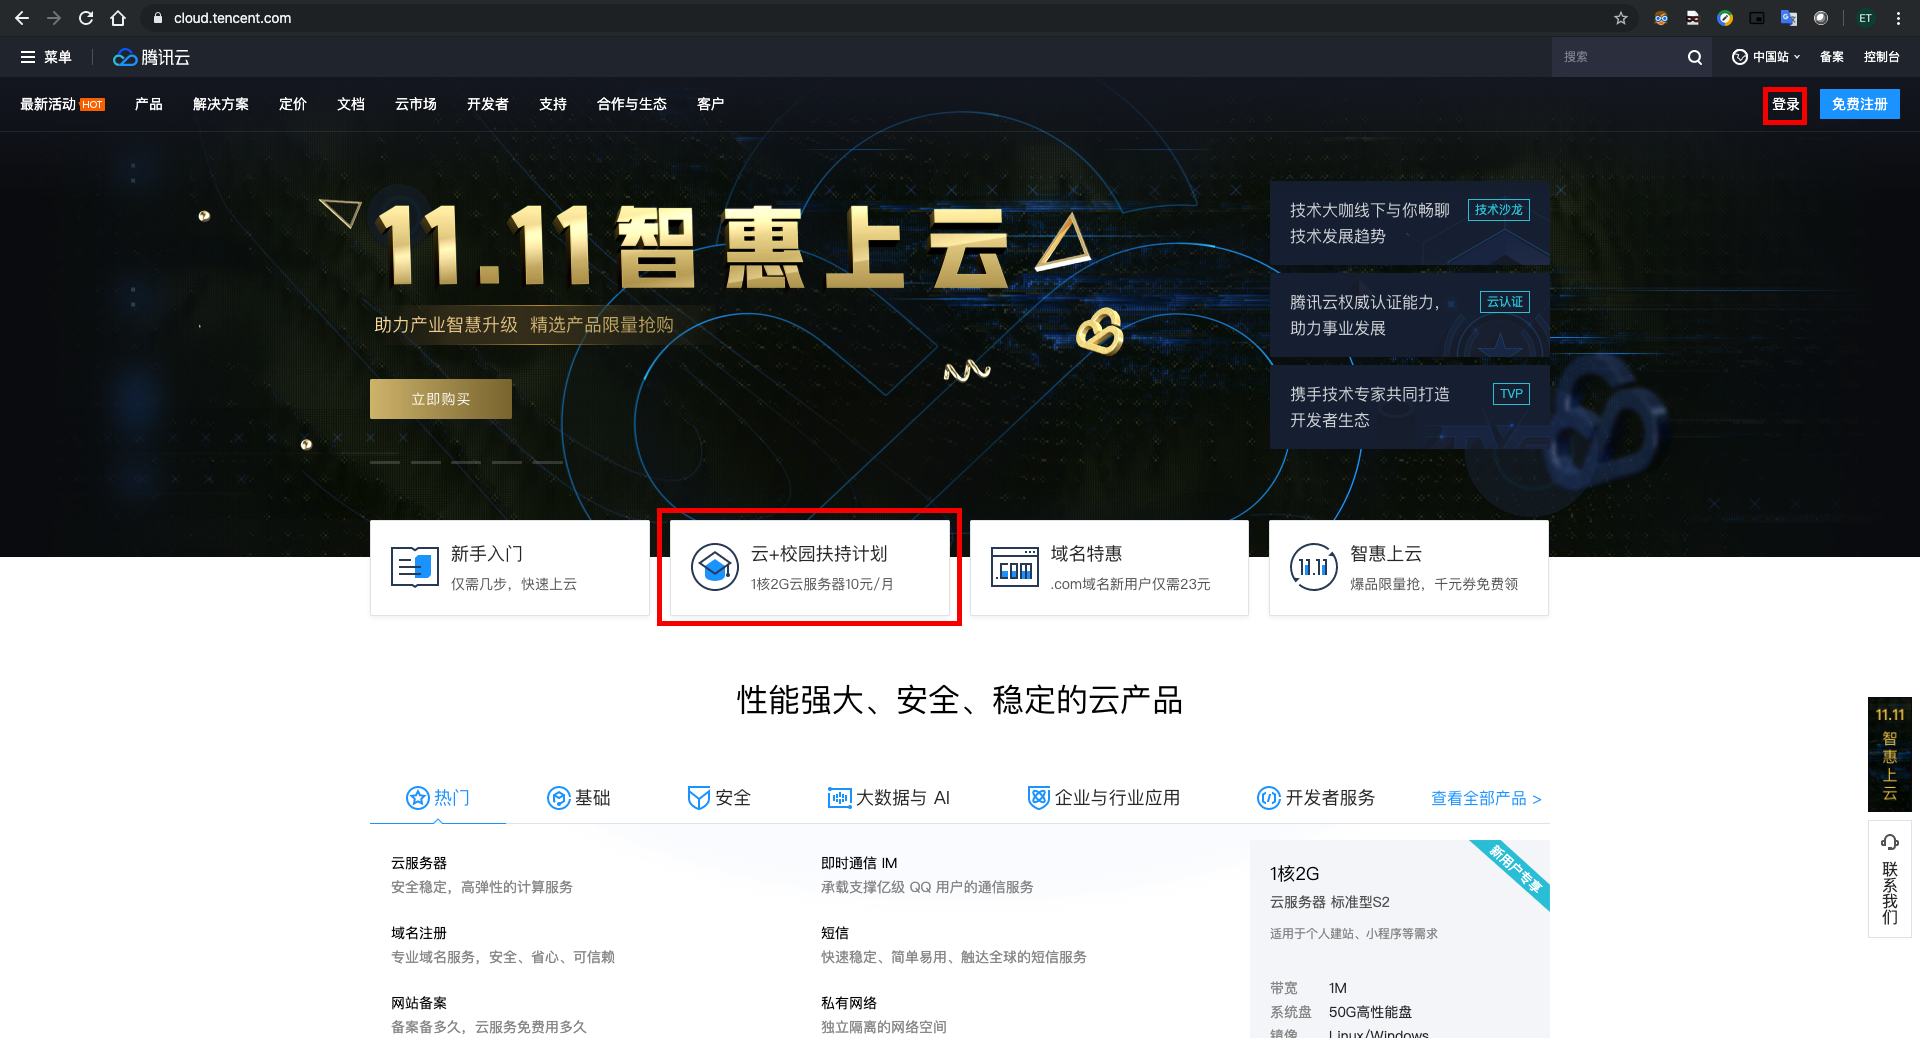 cloud.tencent.com
ET
菜单
腾讯云
搜索
中国站
备案
控制台
最新活动 HOT
产品
解决方案
定价
文档
云市场
开发者
支持
合作与生态
客户
登录
免费注册
11.11智惠上云
助力产业智慧升级 精选产品限量抢购
立即购买
技术大咖线下与你畅聊
技术发展趋势
技术沙龙
腾讯云权威认证能力，
助力事业发展
云认证
携手技术专家共同打造
开发者生态
TVP
新手入门
仅需几步，快速上云
云+校园扶持计划
1核2G云服务器10元/月
.COM
域名特惠
.com域名新用户仅需23元
11.11
智惠上云
爆品限量抢，千元券免费领
性能强大、安全、稳定的云产品
热门
基础
安全
大数据与 AI
企业与行业应用
开发者服务
查看全部产品 >
云服务器
安全稳定，高弹性的计算服务
域名注册
专业域名服务，安全、省心、可信赖
网站备案
备案备多久，云服务免费用多久
即时通信 IM
承载支撑亿级 QQ 用户的通信服务
短信
快速稳定、简单易用、触达全球的短信服务
私有网络
独立隔离的网络空间
新用户专享
1核2G
云服务器 标准型S2
适用于个人建站、小程序等需求
带宽 1M
系统盘 50G高性能盘
镜像 Linux/Windows
11.11
智惠上云
联系我们